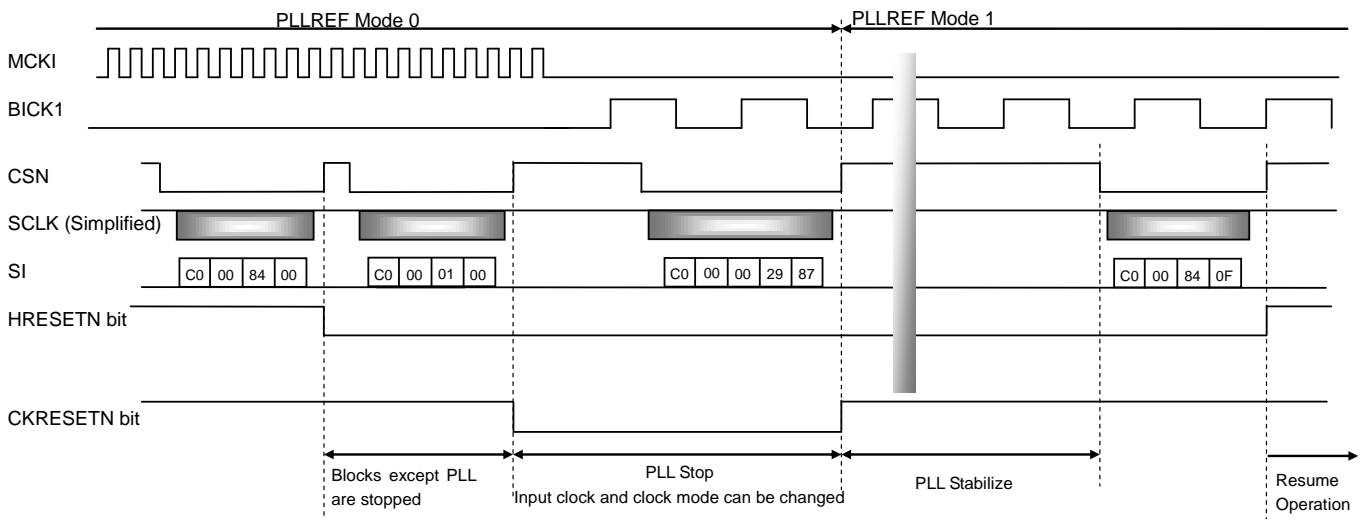 PLLREF Mode 0
PLLREF Mode 1
MCKI
BICK1
CSN
SCLK (Simplified)
SI
C0 00 84 00
C0 00 01 00
C0 00 00 29 87
C0 00 84 0F
HRESETN bit
CKRESETN bit
Blocks except PLL
are stopped
PLL Stop
Input clock and clock mode can be changed
PLL Stabilize
Resume
Operation